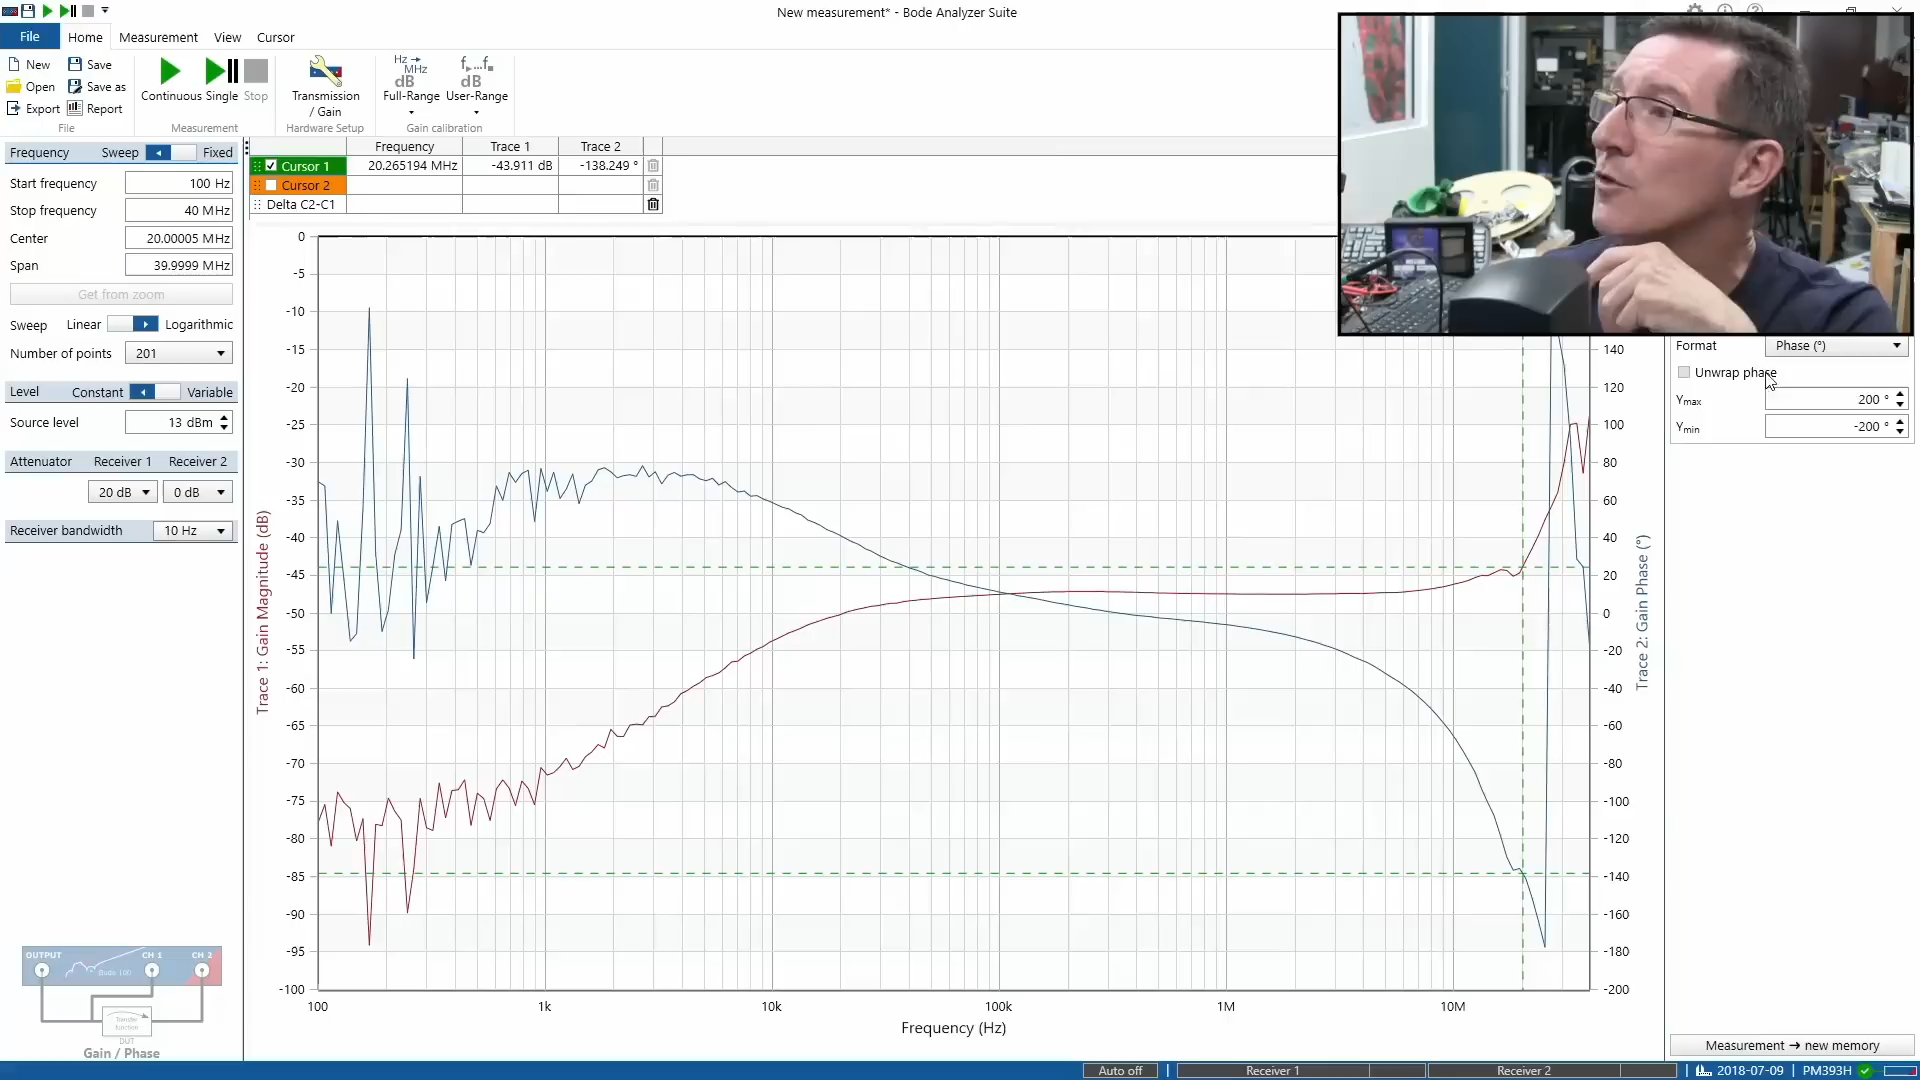 New measurement* - Bode Analyzer Suite
File
Home
Measurement
View
Cursor
New
Save
Open
Save as
Export
Report
File
Continuous
Single
Stop
Measurement
Transmission
/ Gain
Hardware Setup
Hz
MHz
dB
Full-Range
dB
User-Range
Gain calibration
Frequency Sweep Fixed
Start frequency 100 Hz
Stop frequency 40 MHz
Center 20.00005 MHz
Span 39.9999 MHz
Get from zoom
Sweep Linear Logarithmic
Number of points 201
Level Constant Variable
Source level 13 dBm
Attenuator Receiver 1 Receiver 2
20 dB 0 dB
Receiver bandwidth 10 Hz
Frequency Trace 1 Trace 2
Cursor 1 20.265194 MHz -43.911 dB -138.249 °
Cursor 2
Delta C2-C1
Trace 1: Gain Magnitude (dB)
0
-5
-10
-15
-20
-25
-30
-35
-40
-45
-50
-55
-60
-65
-70
-75
-80
-85
-90
-95
-100
100 1k 10k 100k 1M 10M
Frequency (Hz)
140
120
100
80
60
40
20
0
-20
-40
-60
-80
-100
-120
-140
-160
-180
-200
Trace 2: Gain Phase (°)
Format Phase (°)
Unwrap phase
Ymax 200 °
Ymin -200 °
OUTPUT CH 1 CH 2
Bode 100
Transfer
function
DUT
Gain / Phase
Measurement → new memory
Auto off
Receiver 1
Receiver 2
2018-07-09
PM393H